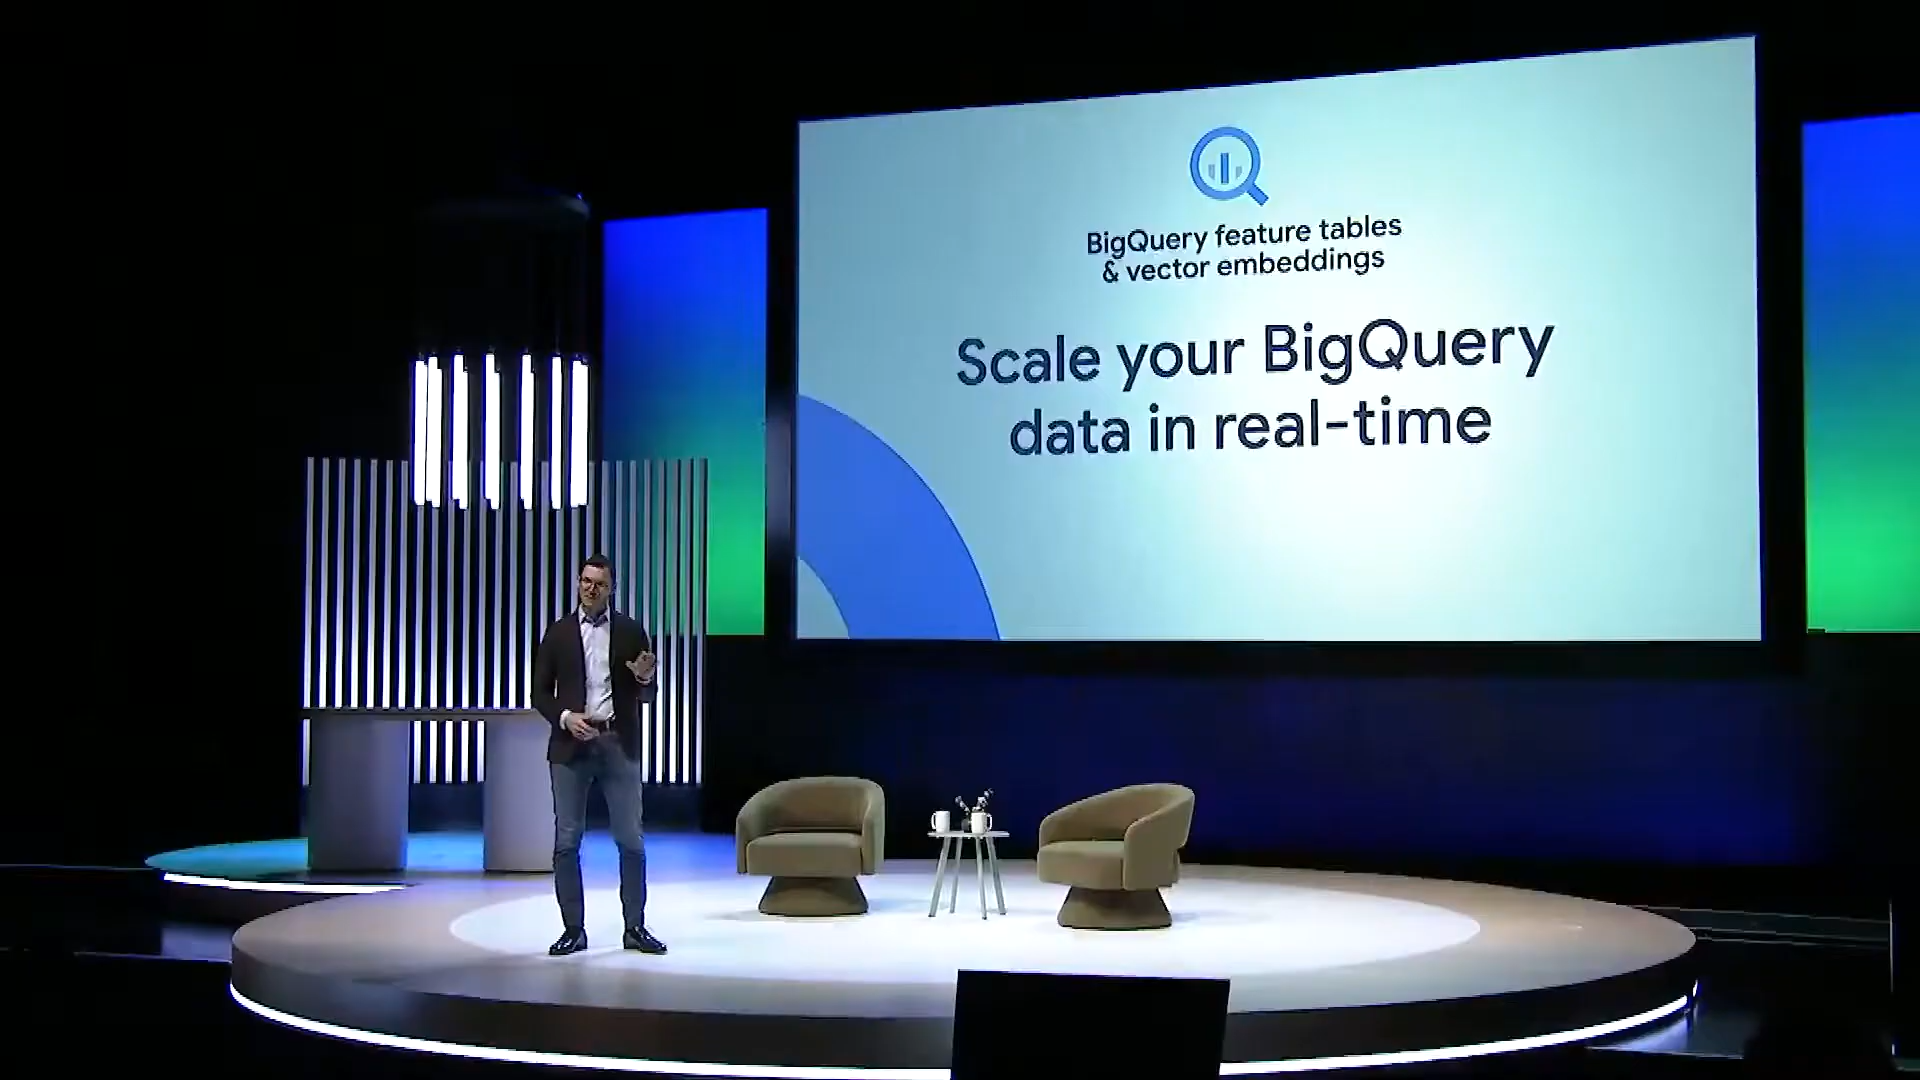 BigQuery feature tables
& vector embeddings
Scale your BigQuery
data in real-time